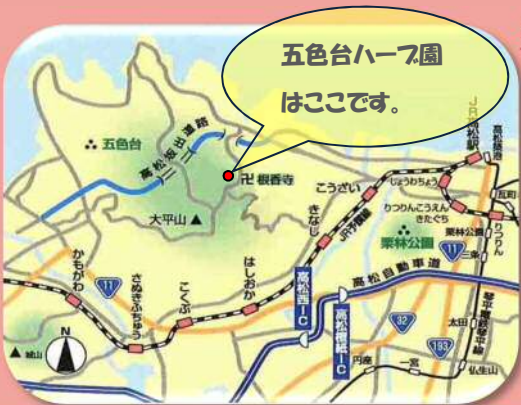 五色台ハーブ園
はここです。
五色台
高松坂出道路
卍 根香寺
大平山
こうざい
きなし
JR予讃線
JR高松駅
高松築港
しょうわちょう
瓦町
りつりんこうえん
きたぐち
りつりん
栗林公園
栗林公園
三条
11
高松自動車道
かもがわ
11
さぬきふちゅう
こくぶ
はしおか
高松西IC
高松檀紙IC
32
193
太田
琴平電鉄琴平線
仏生山
一宮
円座
城山
N